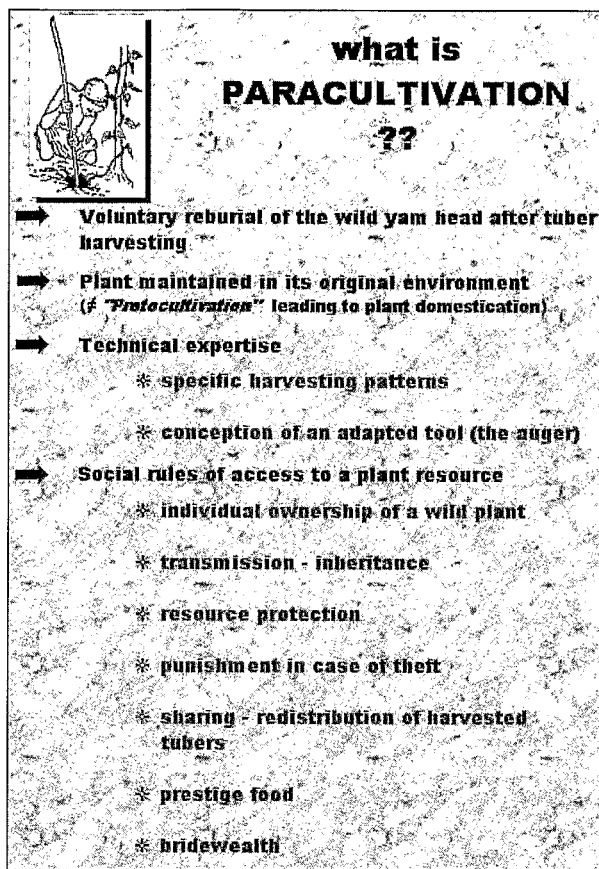 what is
PARACULTIVATION
??
Voluntary reburial of the wild yam head after tuber
harvesting
Plant maintained in its original environment
(≠ "Protocultivation" leading to plant domestication)
Technical expertise
specific harvesting patterns
conception of an adapted tool (the auger)
Social rules of access to a plant resource
individual ownership of a wild plant
transmission - inheritance
resource protection
punishment in case of theft
sharing - redistribution of harvested
tubers
prestige food
bridewealth